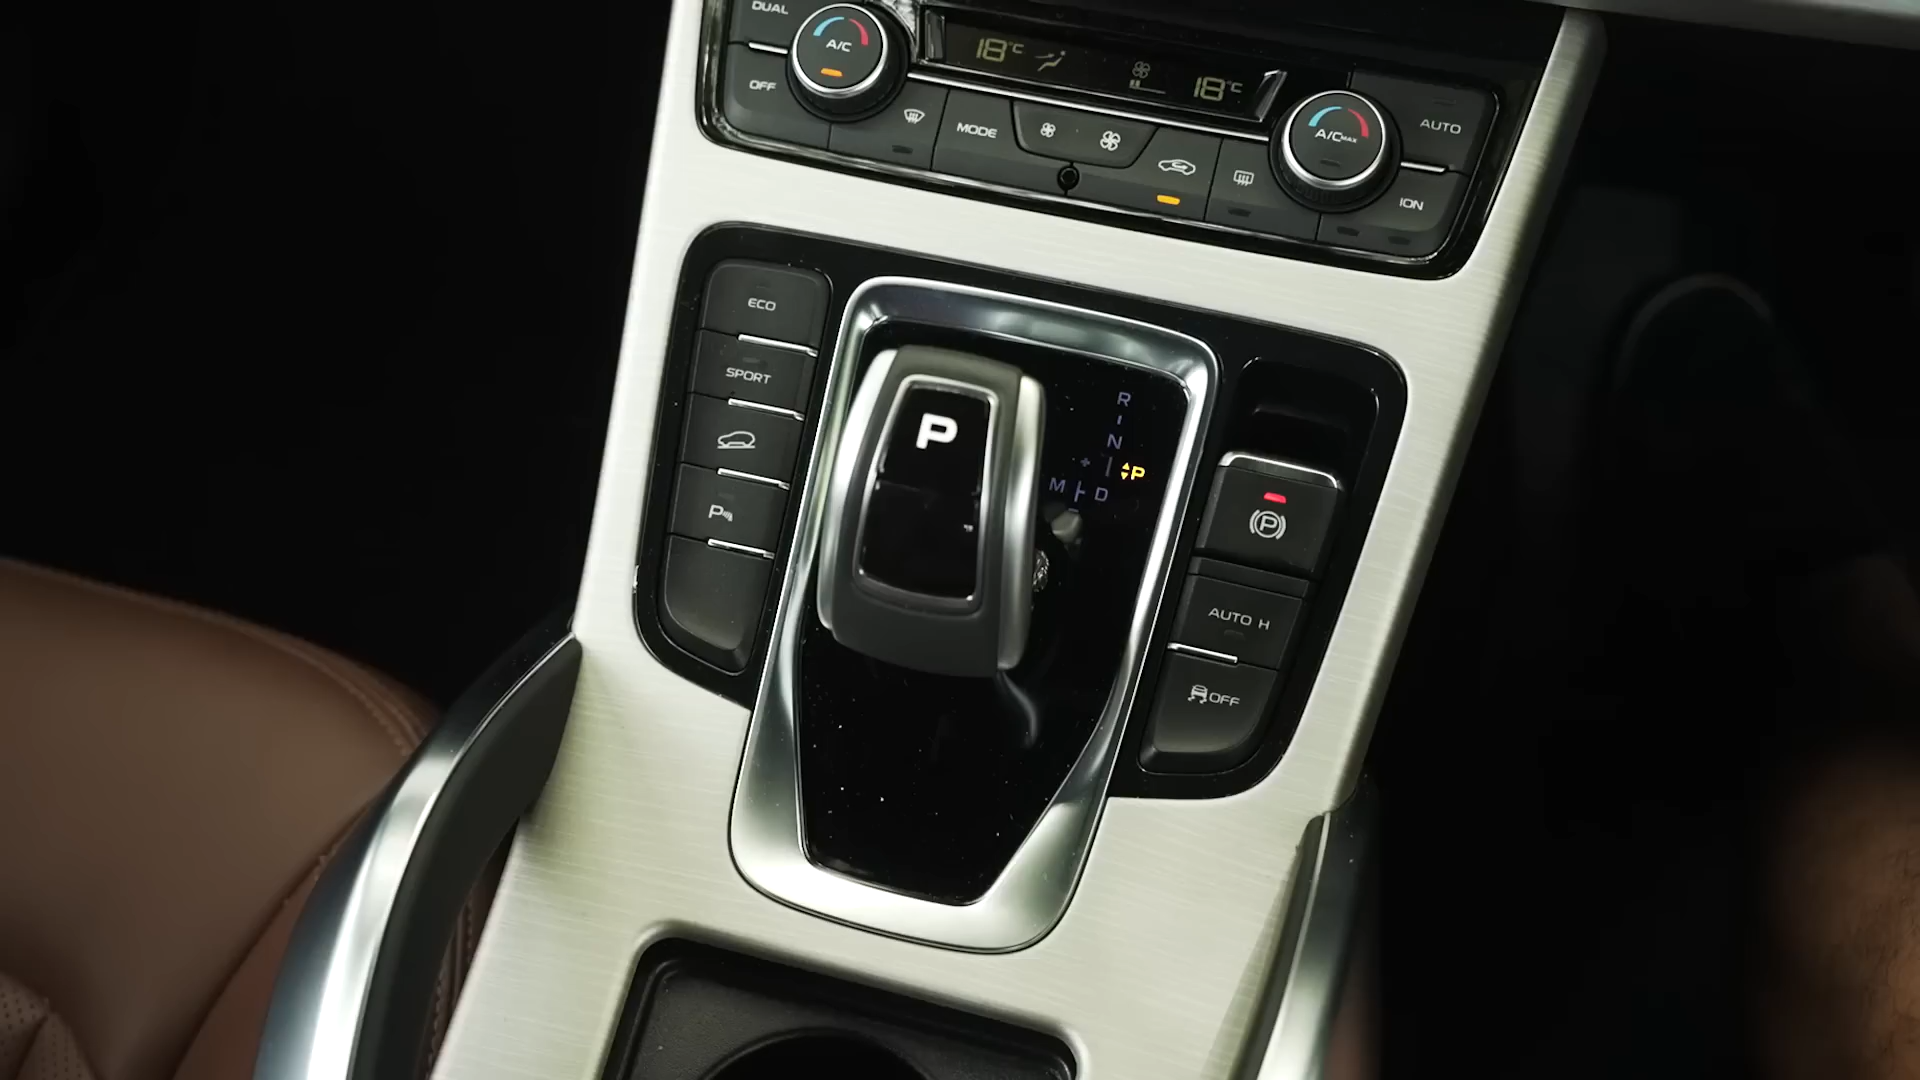 DUAL
A/C
18°C
18°C
OFF
MODE
A/C MAX
AUTO
ION
ECO
SPORT
P
P
R
N
+
P
M
D
P
AUTO H
OFF